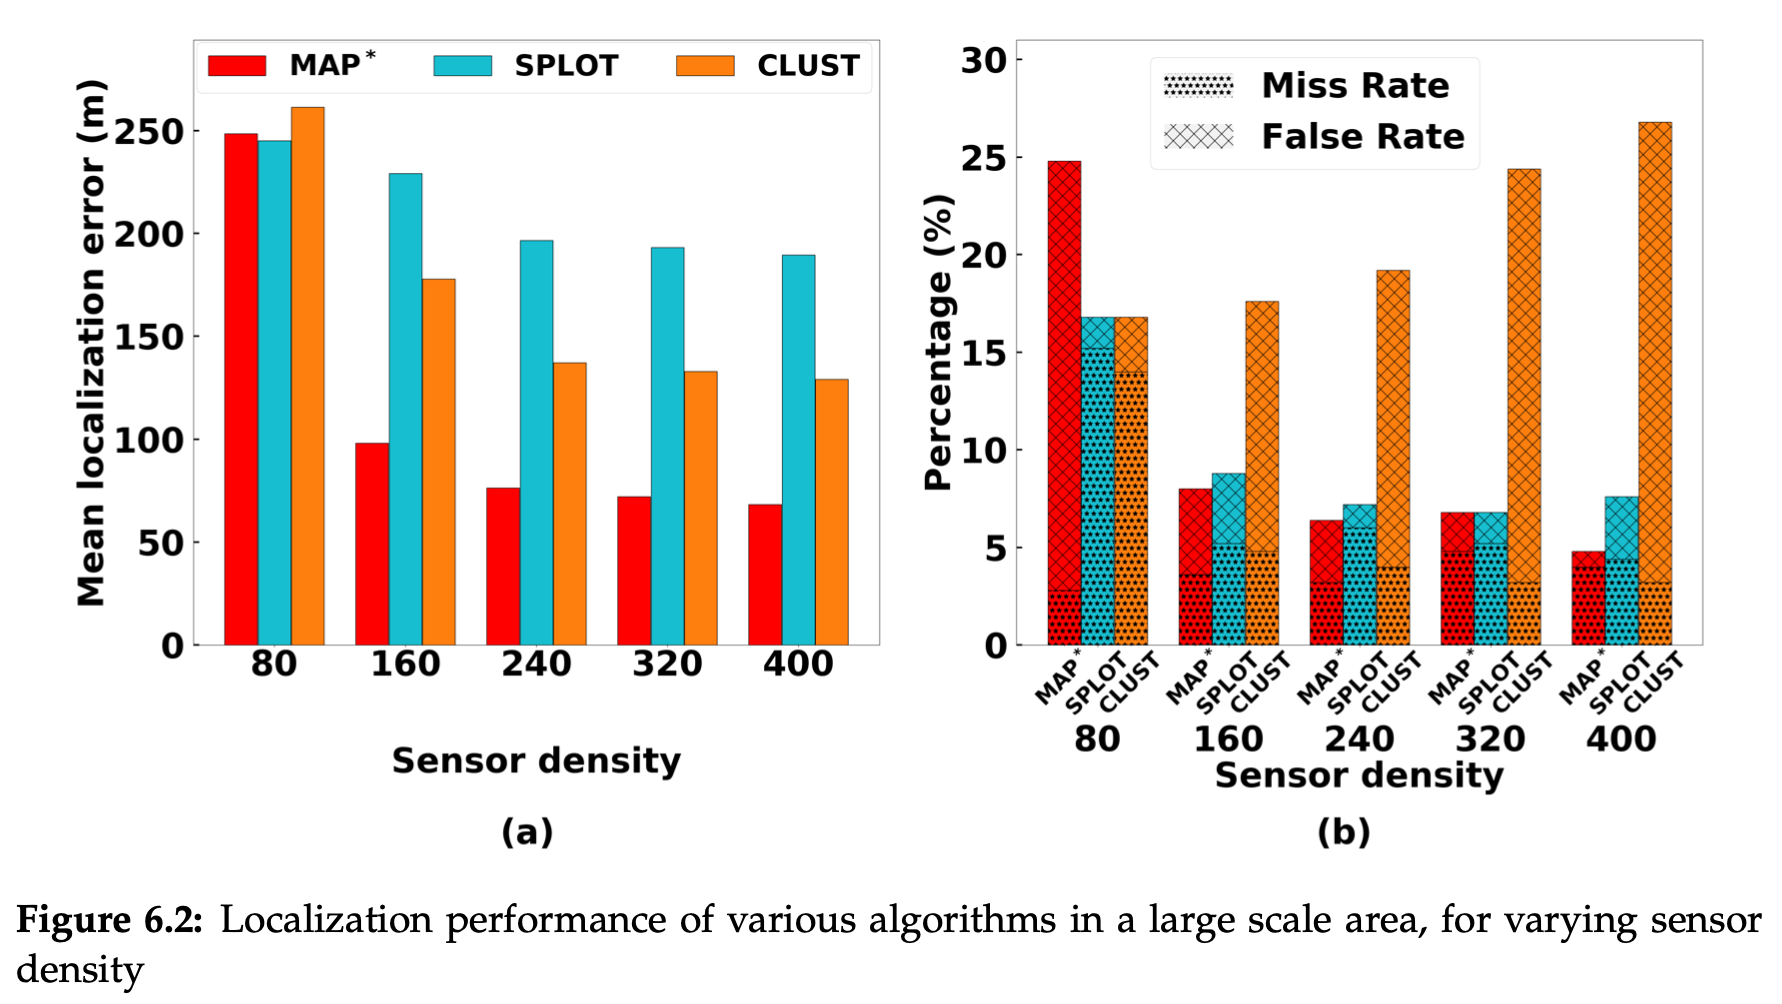 MAP* SPLOT CLUST
Mean localization error (m)
250
200
150
100
50
0
80 160 240 320 400
Sensor density
(a)
Miss Rate
False Rate
Percentage (%)
30
25
20
15
10
5
0
MAP* SPLOT CLUST MAP* SPLOT CLUST MAP* SPLOT CLUST MAP* SPLOT CLUST MAP* SPLOT CLUST
80 160 240 320 400
Sensor density
(b)
Figure 6.2: Localization performance of various algorithms in a large scale area, for varying sensor
density